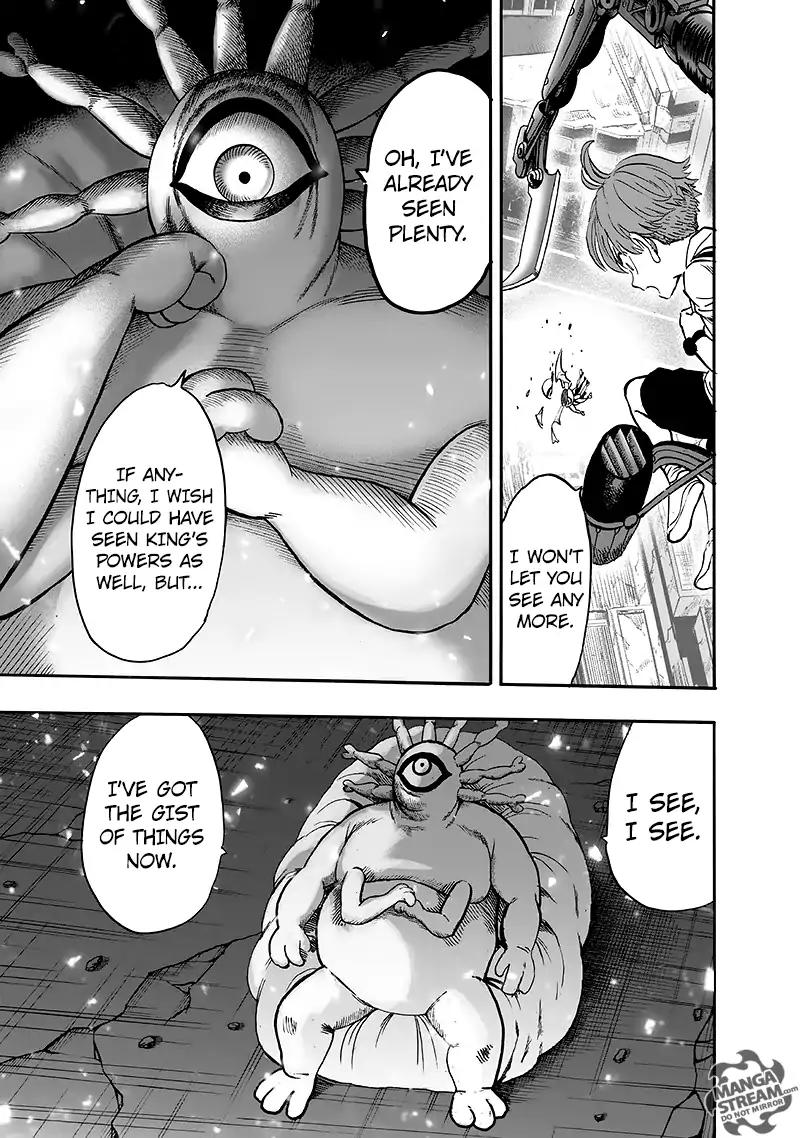 I WON'T
LET YOU
SEE ANY
MORE.
OH, I'VE
ALREADY
SEEN
PLENTY.
IF ANY-
THING, I WISH
I COULD HAVE
SEEN KING'S
POWERS AS
WELL, BUT...
I SEE,
I SEE.
I'VE GOT
THE GIST
OF THINGS
NOW.
MANGA
STREAM.com
DO NOT MIRROR